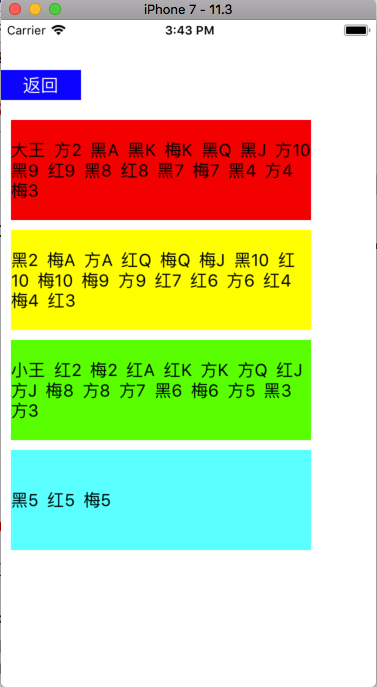 iPhone 7 - 11.3
Carrier 3:43 PM
返回
大王 方2 黑A 黑K 梅K 黑Q 黑J 方10
黑9 红9 黑8 红8 黑7 梅7 黑4 方4
梅3
黑2 梅A 方A 红Q 梅Q 梅J 黑10 红
10 梅10 梅9 方9 红7 红6 方6 红4
梅4 红3
小王 红2 梅2 红A 红K 方K 方Q 红J
方J 梅8 方8 方7 黑6 梅6 方5 黑3
方3
黑5 红5 梅5